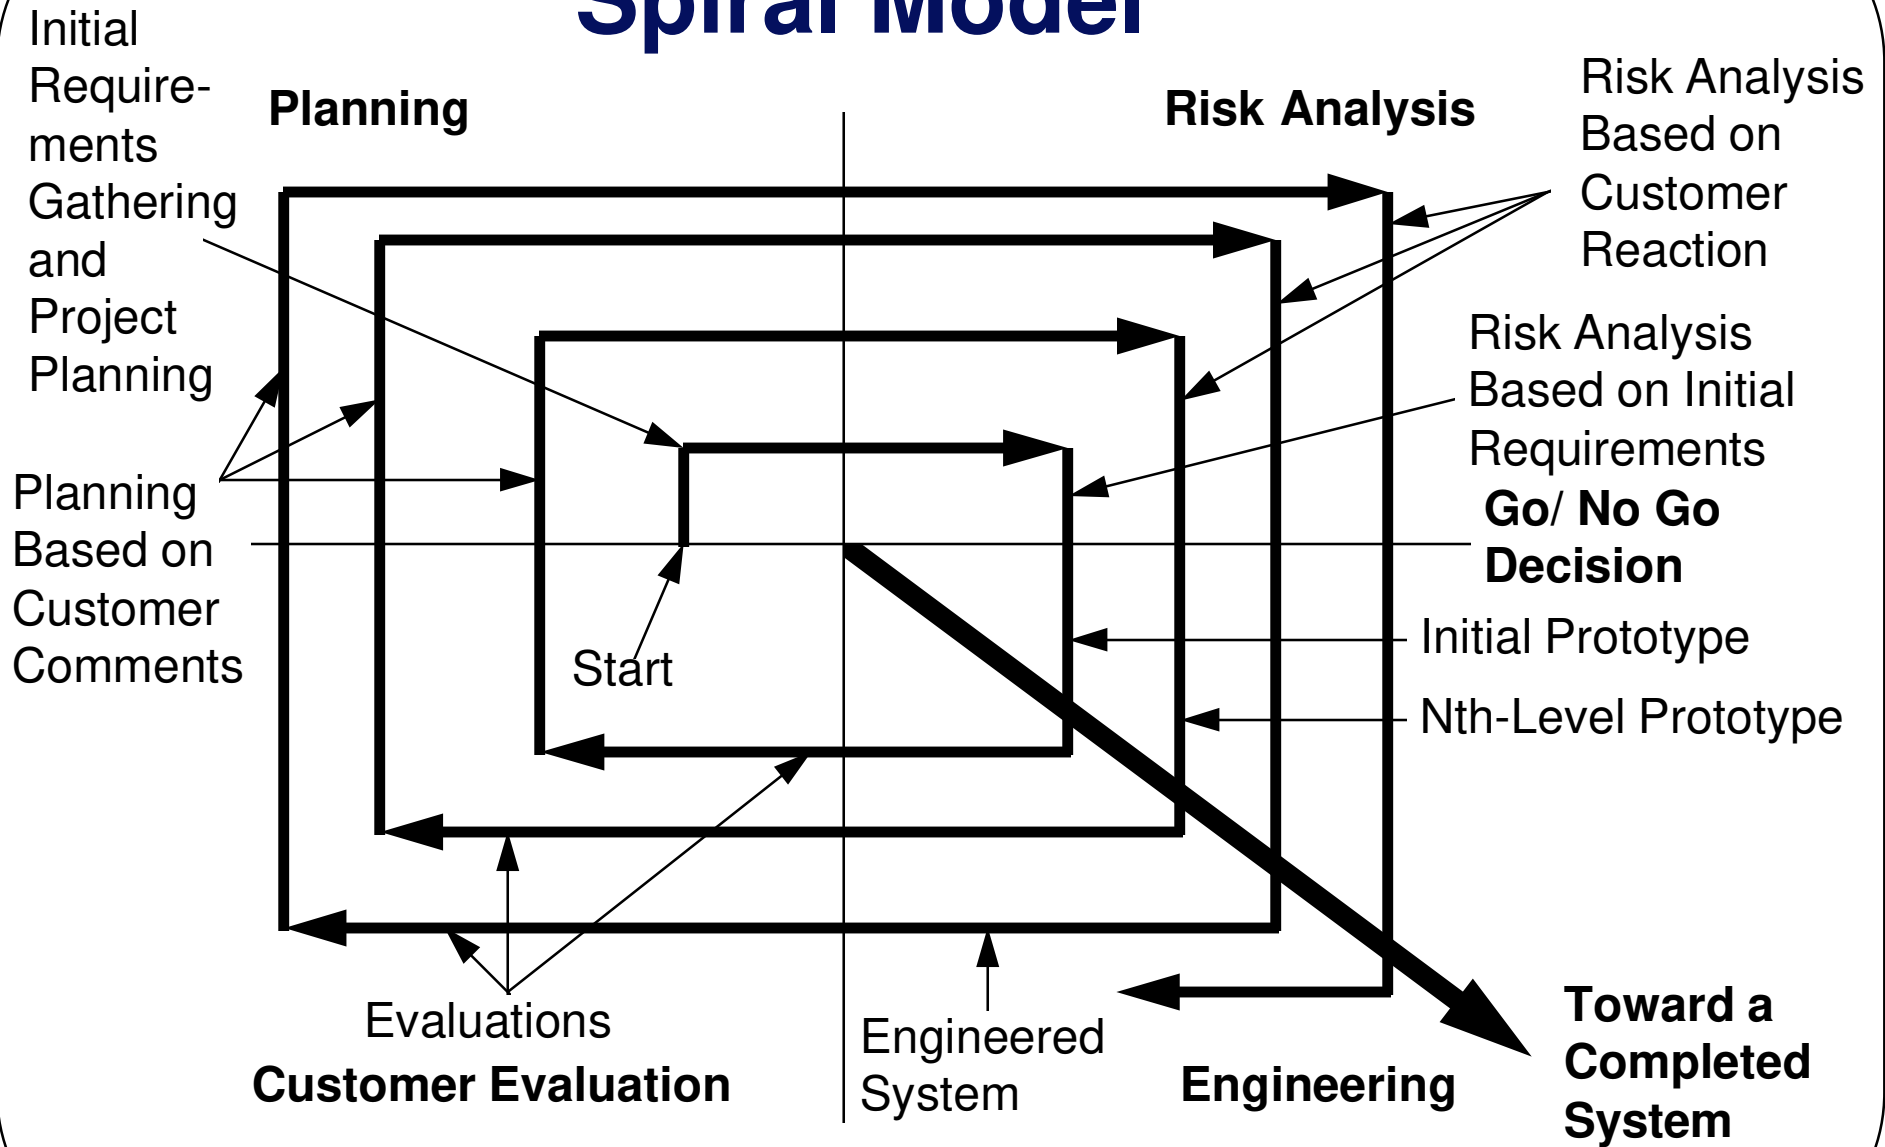 Spiral Model
Initial
Require-
ments
Gathering
and
Project
Planning
Planning
Risk Analysis
Risk Analysis
Based on
Customer
Reaction
Risk Analysis
Based on Initial
Requirements
Go/ No Go
Decision
Planning
Based on
Customer
Comments
Start
Initial Prototype
Nth-Level Prototype
Evaluations
Customer Evaluation
Engineered
System
Engineering
Toward a
Completed
System